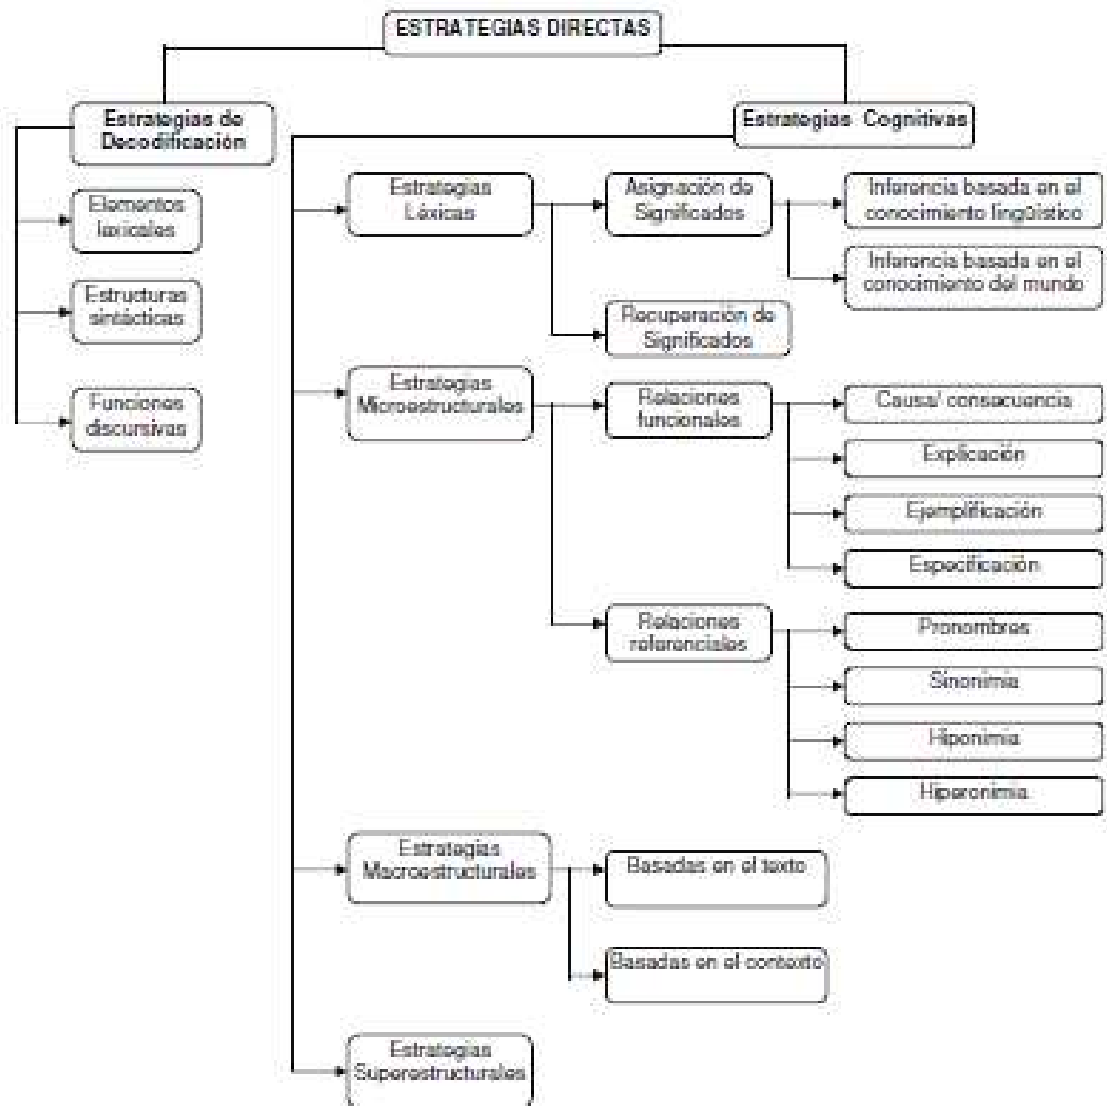 ESTRATEGIAS DIRECTAS
Estrategias de
Decodificación
Estrategias Cognitivas
Elementos
lexicales
Estructuras
sintácticas
Funciones
discursivas
Estrategias
Léxicas
Asignación de
Significados
Inferencia basada en el
conocimiento lingüístico
Inferencia basada en el
conocimiento del mundo
Recuperación de
Significados
Estrategias
Microestructurales
Relaciones
funcionales
Causa/ consecuencia
Explicación
Ejemplificación
Especificación
Relaciones
referenciales
Pronombres
Sinonimia
Hiponimia
Hiperonimia
Estrategias
Macroestructurales
Basadas en el texto
Basadas en el contexto
Estrategias
Superestructurales